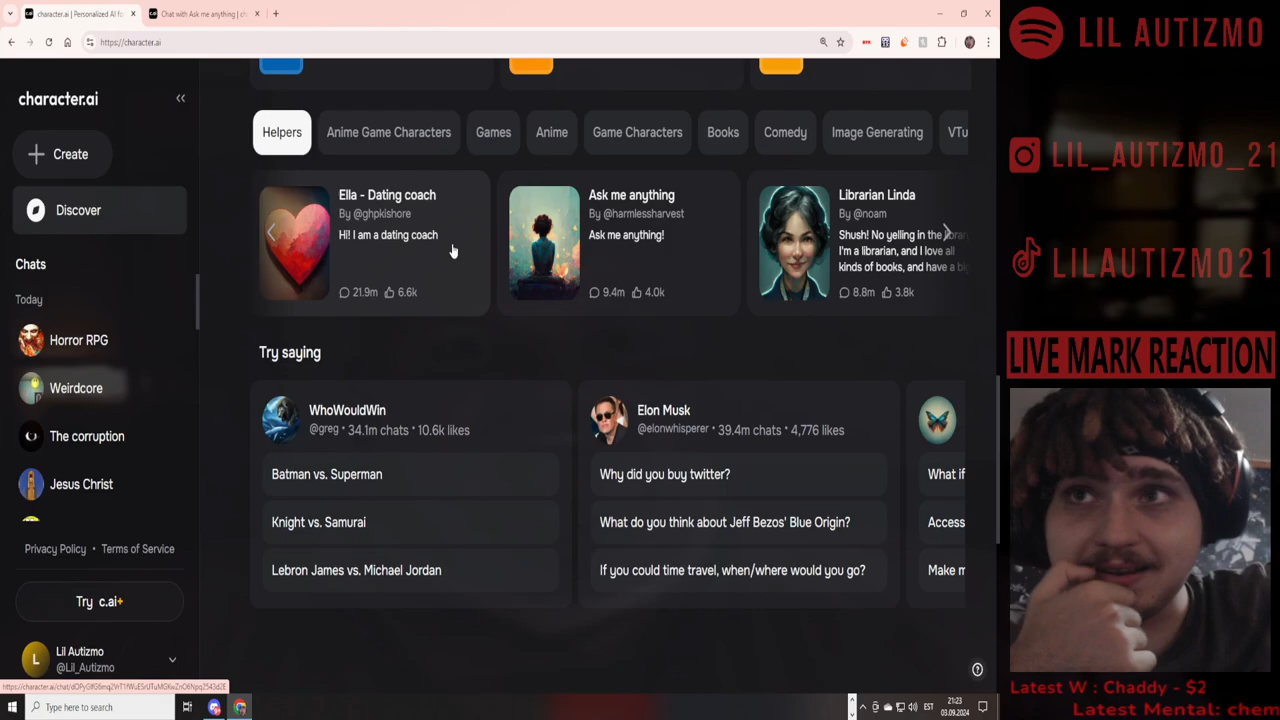 character.ai | Personalized AI fo
Chat with Ask me anything | ch
https://character.ai
character.ai
Create
Discover
Chats
Today
Horror RPG
Weirdcore
The corruption
Jesus Christ
Privacy Policy • Terms of Service
Try c.ai+
L
Lil Autizmo
@Lil_Autizmo
Helpers
Anime Game Characters
Games
Anime
Game Characters
Books
Comedy
Image Generating
VTu
Ella - Dating coach
By @ghpkishore
Hi! I am a dating coach
21.9m 6.6k
Ask me anything
By @harmlessharvest
Ask me anything!
9.4m 4.0k
Librarian Linda
By @noam
Shush! No yelling in the library
I'm a librarian, and I love all
kinds of books, and have a big
8.8m 3.8k
Try saying
WhoWouldWin
@greg • 34.1m chats • 10.6k likes
Batman vs. Superman
Knight vs. Samurai
Lebron James vs. Michael Jordan
Elon Musk
@elonwhisperer • 39.4m chats • 4,776 likes
Why did you buy twitter?
What do you think about Jeff Bezos' Blue Origin?
If you could time travel, when/where would you go?
What if
Access
Make m
Type here to search
EST
21:23
03.09.2024
LIL AUTIZMO
LIL_AUTIZMO_21
LILAUTIZMO21
LIVE MARK REACTION
Latest W : Chaddy - $2
Latest Mental: chem